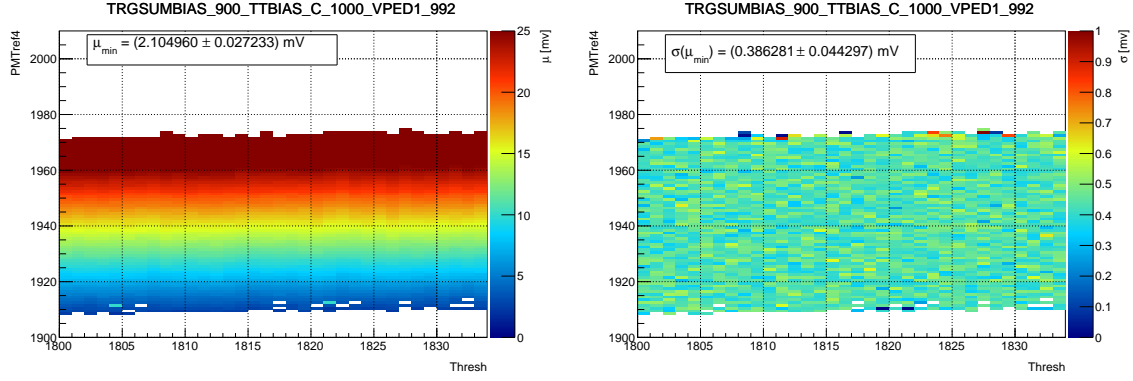 TRGSUMBIAS_900_TTBIAS_C_1000_VPED1_992
PMTref4
μmin = (2.104960 ± 0.027233) mV
2000
1980
1960
1940
1920
1900
1800 1805 1810 1815 1820 1825 1830
Thresh
25
20
15
10
5
0
μ [mv]
TRGSUMBIAS_900_TTBIAS_C_1000_VPED1_992
PMTref4
σ(μmin) = (0.386281 ± 0.044297) mV
2000
1980
1960
1940
1920
1900
1800 1805 1810 1815 1820 1825 1830
Thresh
1
0.9
0.8
0.7
0.6
0.5
0.4
0.3
0.2
0.1
0
σ [mv]